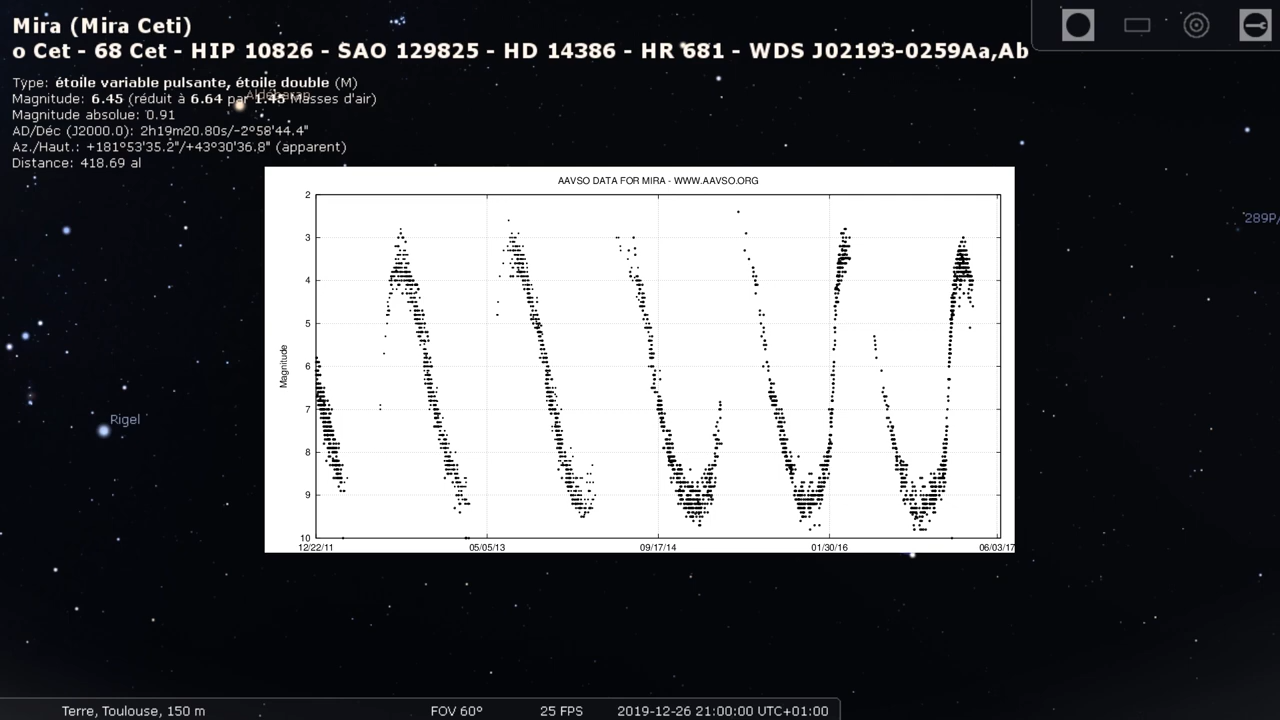 Mira (Mira Ceti)
ο Cet - 68 Cet - HIP 10826 - SAO 129825 - HD 14386 - HR 681 - WDS J02193-0259Aa,Ab
Type: étoile variable pulsante, étoile double (M)
Magnitude: 6.45 (réduit à 6.64 par 1.45 Masses d'air)
Aldébaran
Magnitude absolue: 0.91
AD/Déc (J2000.0): 2h19m20.80s/-2°58'44.4"
Az./Haut.: +181°53'35.2"/+43°30'36.8" (apparent)
Distance: 418.69 al
AAVSO DATA FOR MIRA - WWW.AAVSO.ORG
2
3
4
5
6
7
8
9
10
Magnitude
12/22/11 05/05/13 09/17/14 01/30/16 06/03/17
289P/
Rigel
Terre, Toulouse, 150 m FOV 60° 25 FPS 2019-12-26 21:00:00 UTC+01:00